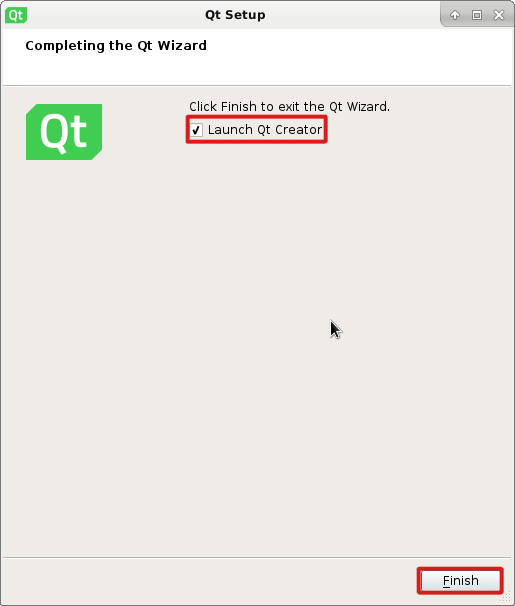 Qt Qt Setup
Completing the Qt Wizard
Click Finish to exit the Qt Wizard.
Launch Qt Creator
Qt
Finish